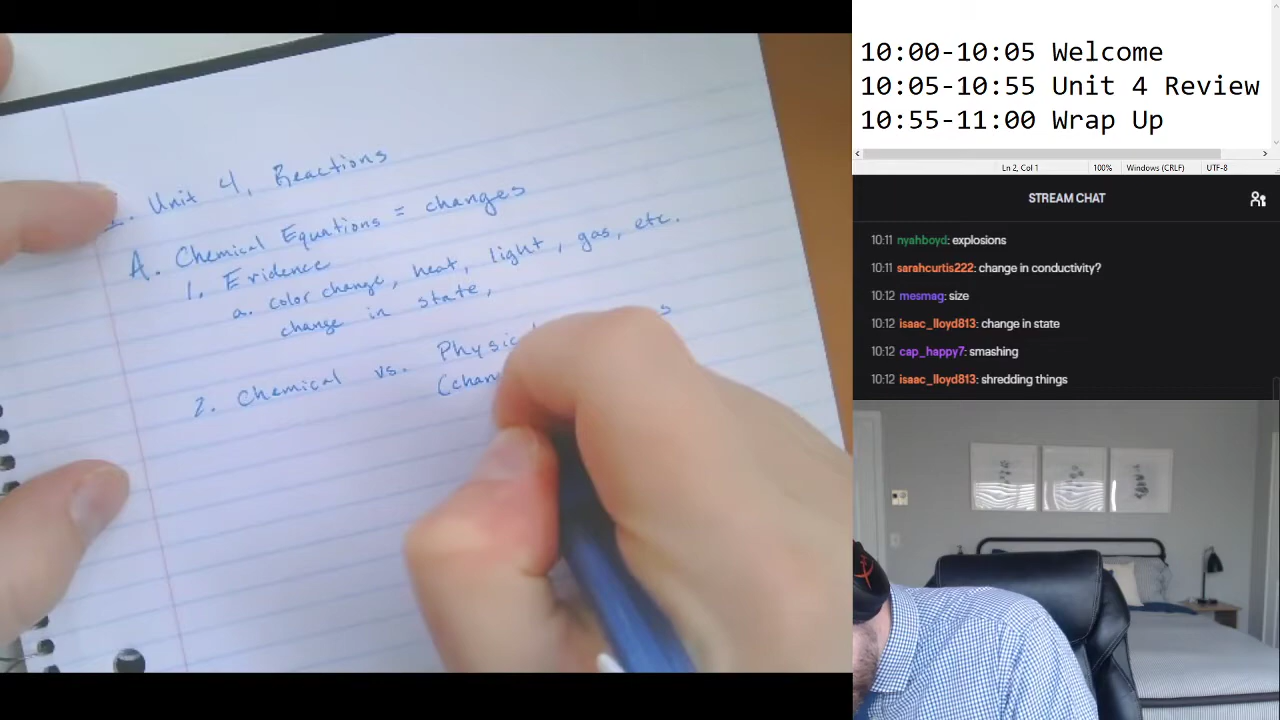 10:00-10:05 Welcome
10:05-10:55 Unit 4 Review
10:55-11:00 Wrap Up
Ln 2, Col 1 100% Windows (CRLF) UTF-8
STREAM CHAT
10:11 nyahboyd: explosions
10:11 sarahcurtis222: change in conductivity?
10:12 mesmag: size
10:12 isaac_lloyd813: change in state
10:12 cap_happy7: smashing
10:12 isaac_lloyd813: shredding things
Unit 4, Reactions
A. Chemical Equations = changes
1. Evidence
a. color change, heat, light, gas, etc.
change in state,
2. Chemical vs. Physic
(chan